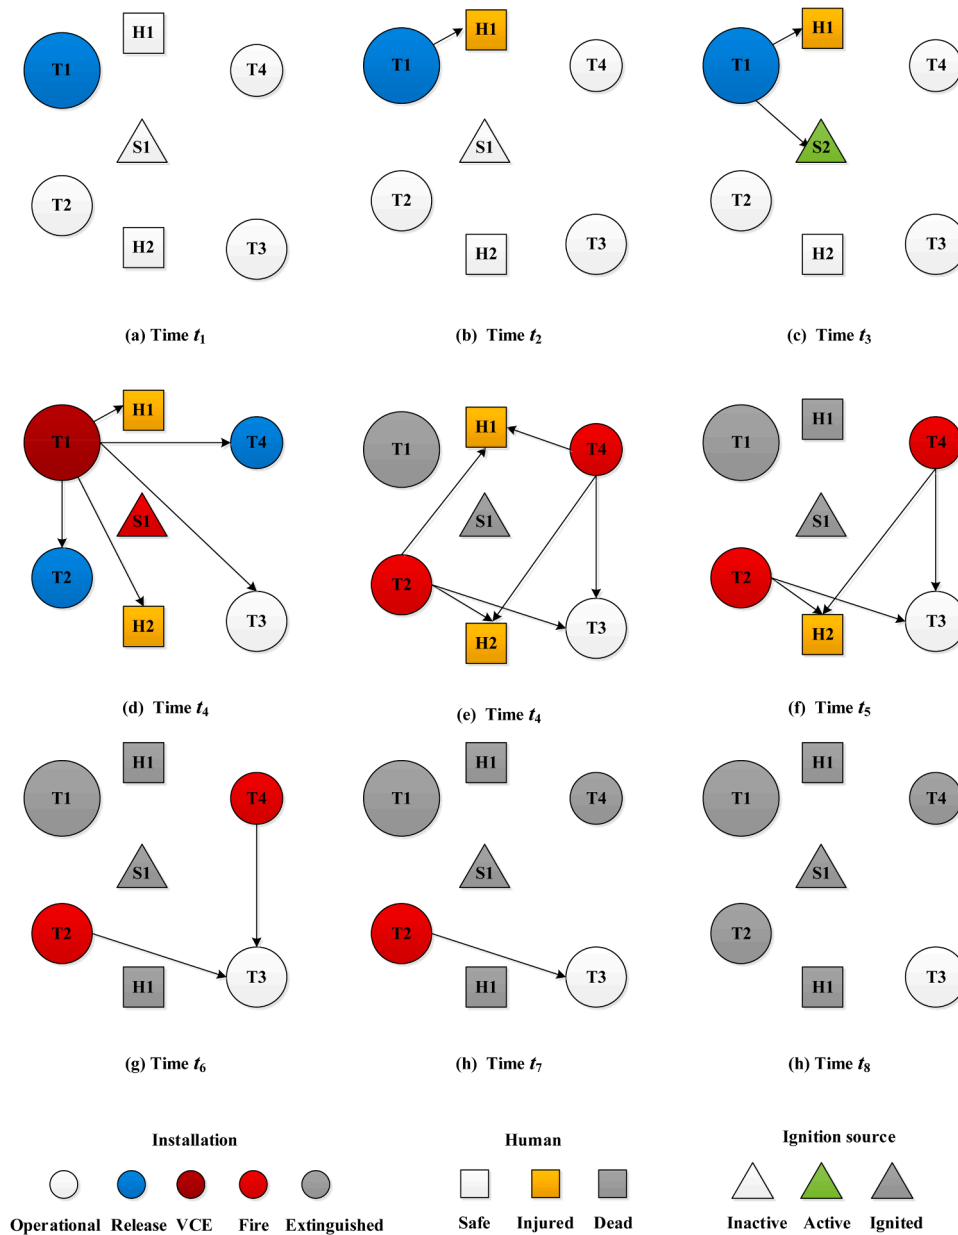 H1
T1
T4
S1
T2
H2
T3
(a) Time t1
H1
T1
T4
S1
T2
H2
T3
(b) Time t2
H1
T1
T4
S2
T2
H2
T3
(c) Time t3
H1
T1
T4
S1
T2
H2
T3
(d) Time t4
H1
T1
T4
S1
T2
H2
T3
(e) Time t4
H1
T1
T4
S1
T2
H2
T3
(f) Time t5
H1
T1
T4
S1
T2
H1
T3
(g) Time t6
H1
T1
T4
S1
T2
H1
T3
(h) Time t7
H1
T1
T4
S1
T2
H1
T3
(h) Time t8
Installation
Operational Release VCE Fire Extinguished
Human
Safe Injured Dead
Ignition source
Inactive Active Ignited